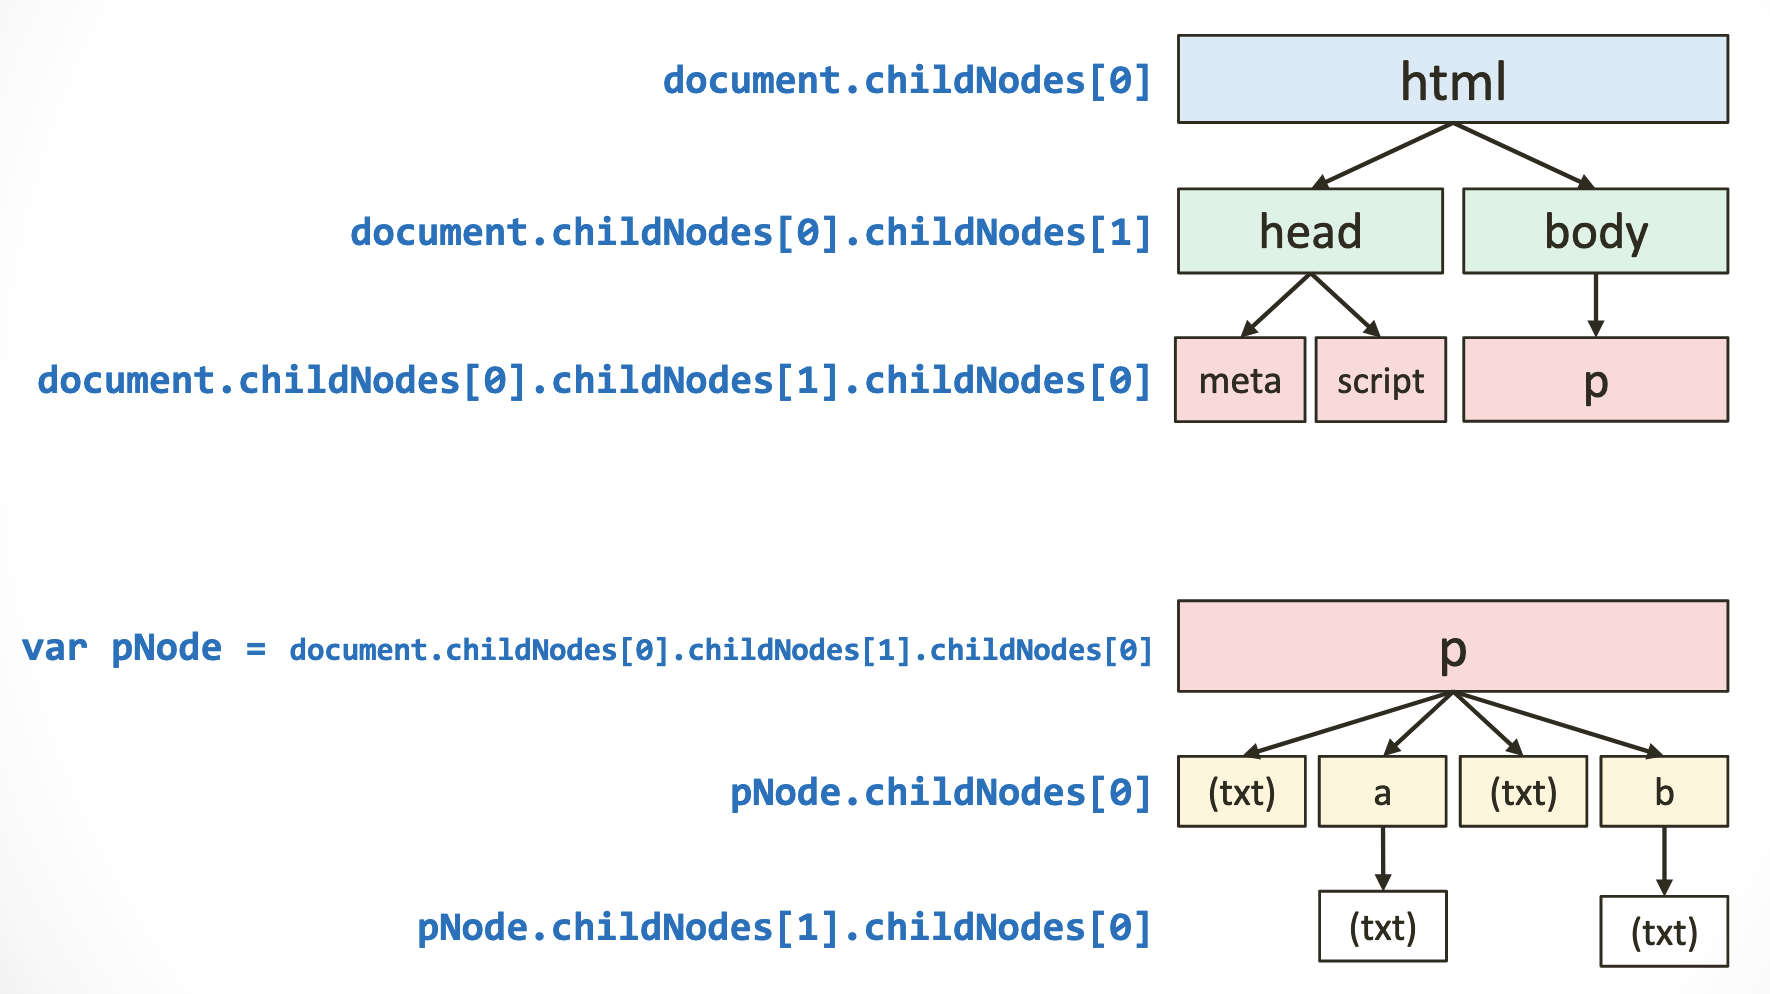 document.childNodes[0] html
document.childNodes[0].childNodes[1] head body
document.childNodes[0].childNodes[1].childNodes[0] meta script p
var pNode = document.childNodes[0].childNodes[1].childNodes[0] p
pNode.childNodes[0] (txt) a (txt) b
pNode.childNodes[1].childNodes[0] (txt) (txt)